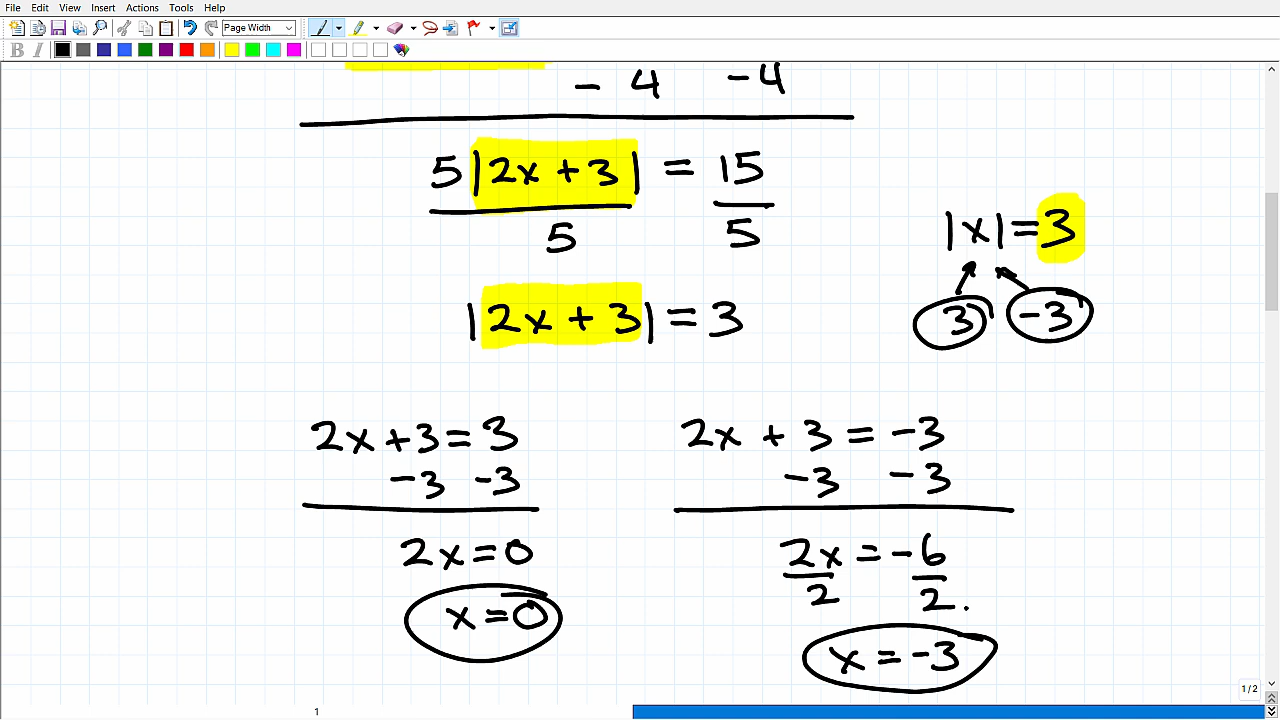 File Edit View Insert Actions Tools Help
Page Width
B I
- 4 -4
5|2x + 3| = 15
5 5
|x| = 3
3 -3
|2x + 3| = 3
2x + 3 = 3 2x + 3 = -3
-3 -3 -3 -3
2x = 0 2x = -6
2 2.
x = 0 x = -3
1/2
1